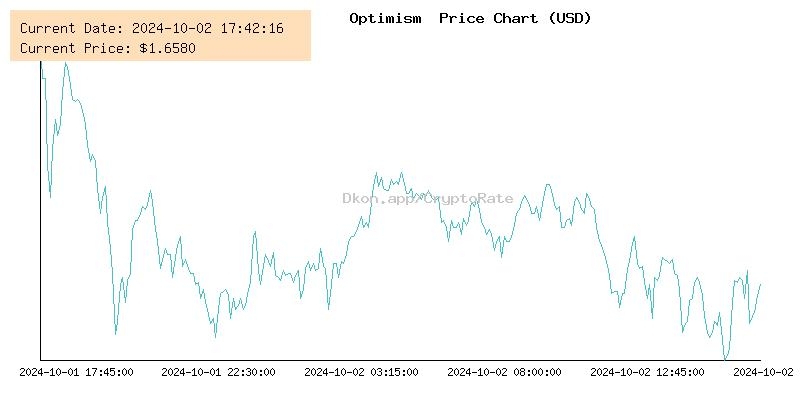 Optimism  Price Chart (USD)
Current Date: 2024-10-02 17:42:16
Current Price: $1.6580
Dkon.app/CryptoRate
2024-10-01 17:45:00 2024-10-01 22:30:00 2024-10-02 03:15:00 2024-10-02 08:00:00 2024-10-02 12:45:00 2024-10-02